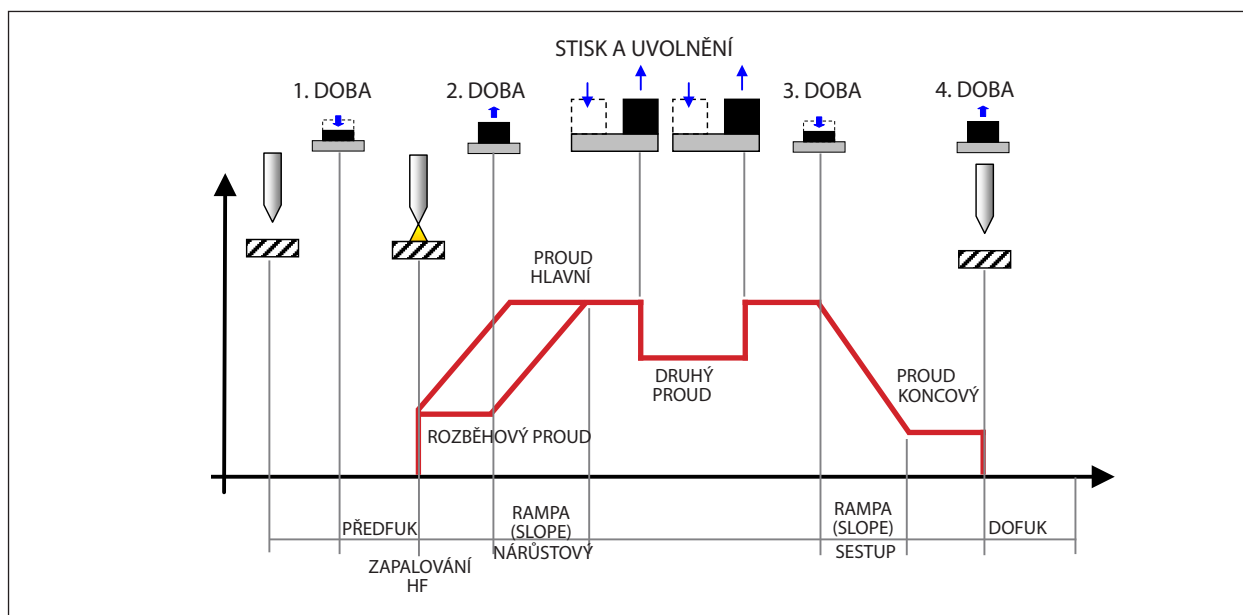 STISK A UVOLNĚNÍ
1. DOBA
2. DOBA
3. DOBA
4. DOBA
PROUD
HLAVNÍ
DRUHÝ
PROUD
PROUD
KONCOVÝ
ROZBĚHOVÝ PROUD
PŘEDFUK
RAMPA
(SLOPE)
NÁRŮSTOVÝ
RAMPA
(SLOPE)
SESTUP
DOFUK
ZAPALOVÁNÍ
HF